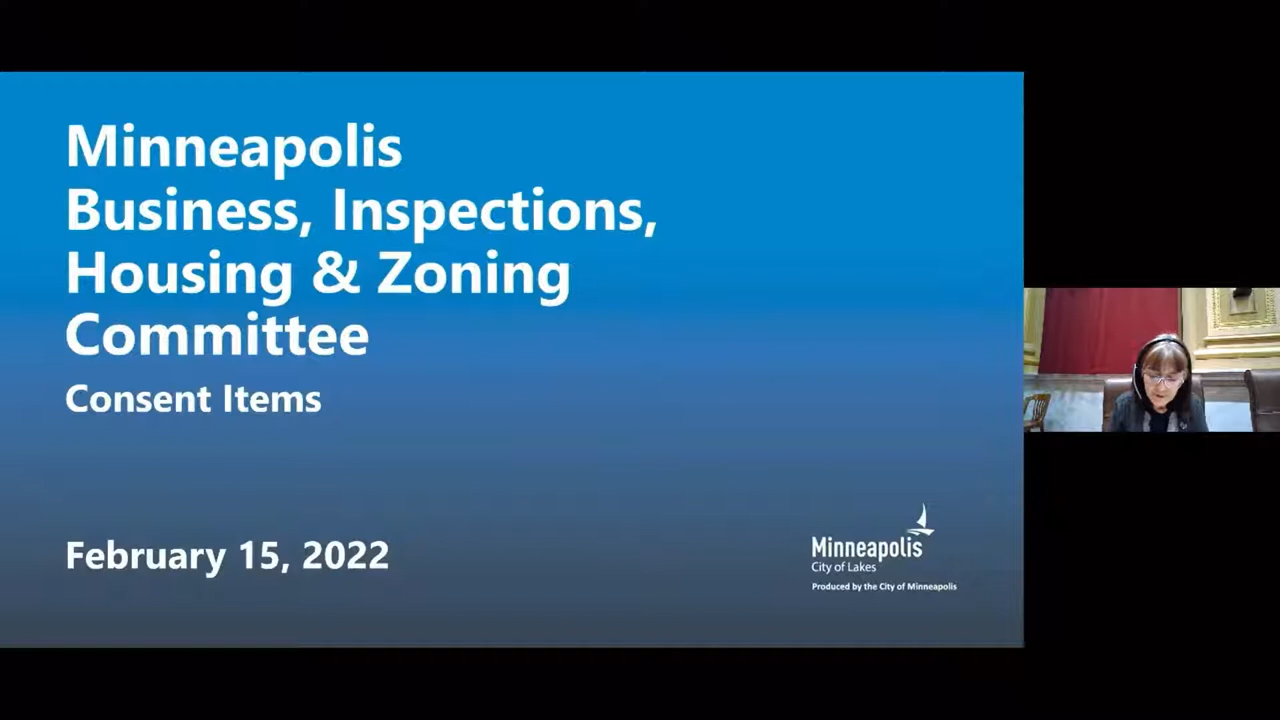 Minneapolis
Business, Inspections,
Housing & Zoning
Committee
Consent Items
February 15, 2022
Minneapolis
City of Lakes
Produced by the City of Minneapolis